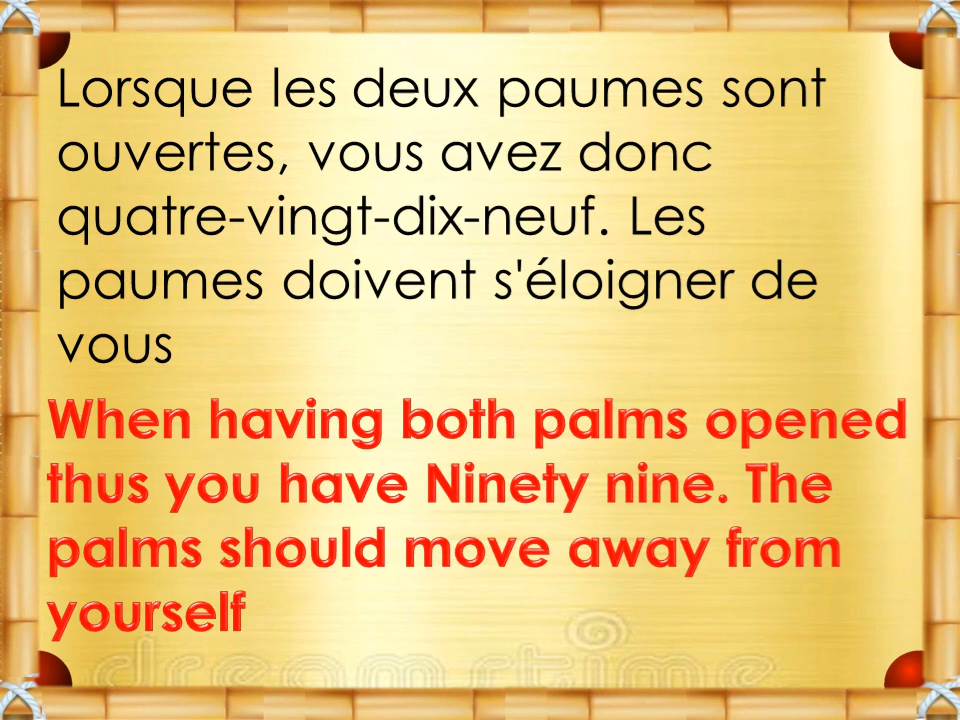 Lorsque les deux paumes sont
ouvertes, vous avez donc
quatre-vingt-dix-neuf. Les
paumes doivent s'éloigner de
vous
When having both palms opened
thus you have Ninety nine. The
palms should move away from
yourself
dreamstime